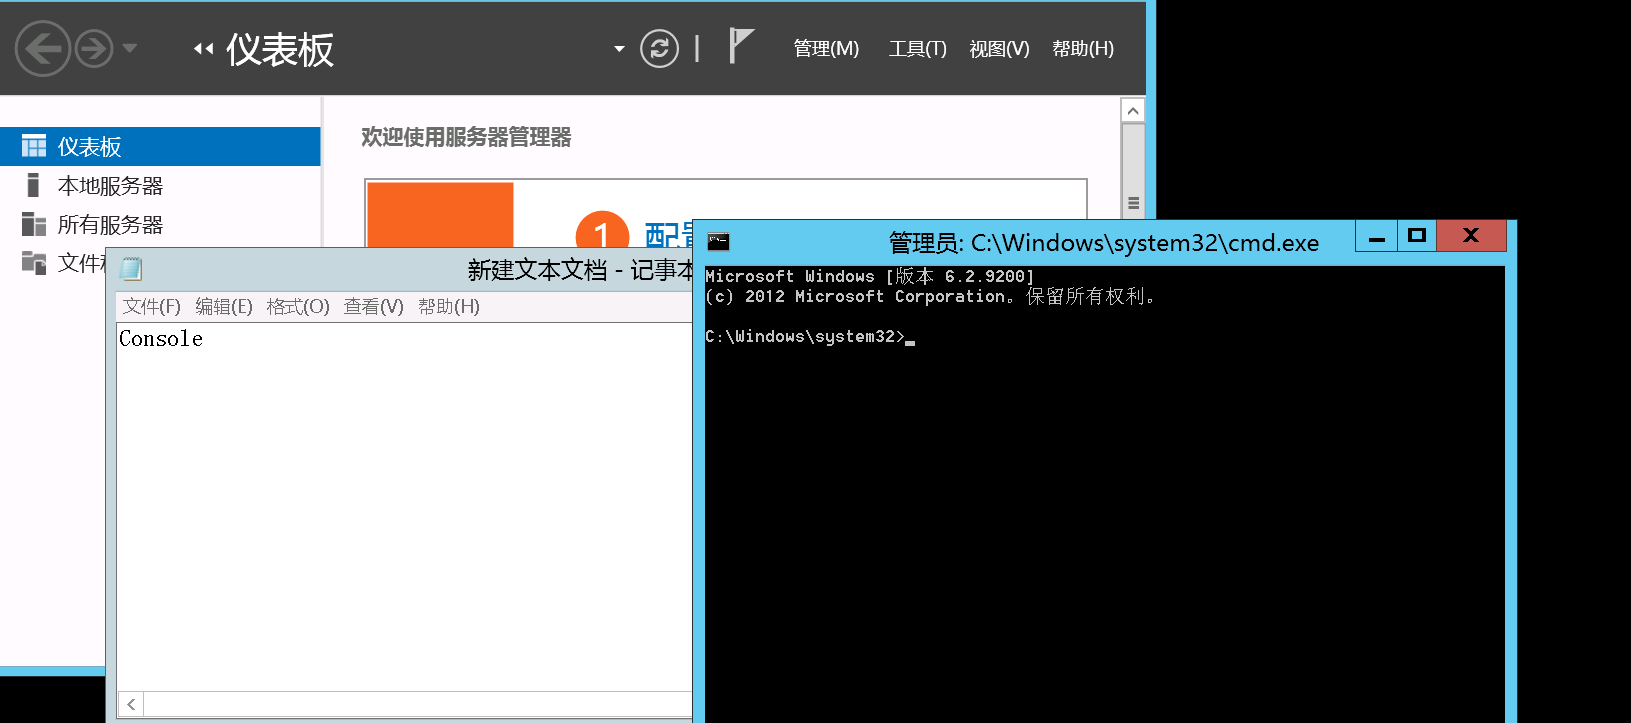 仪表板
管理(M) 工具(T) 视图(V) 帮助(H)
仪表板
本地服务器
所有服务器
文件
欢迎使用服务器管理器
1 配置
新建文本文档 - 记事本
文件(F) 编辑(E) 格式(O) 查看(V) 帮助(H)
Console
管理员: C:\Windows\system32\cmd.exe
Microsoft Windows [版本 6.2.9200]
(c) 2012 Microsoft Corporation。保留所有权利。
C:\Windows\system32>